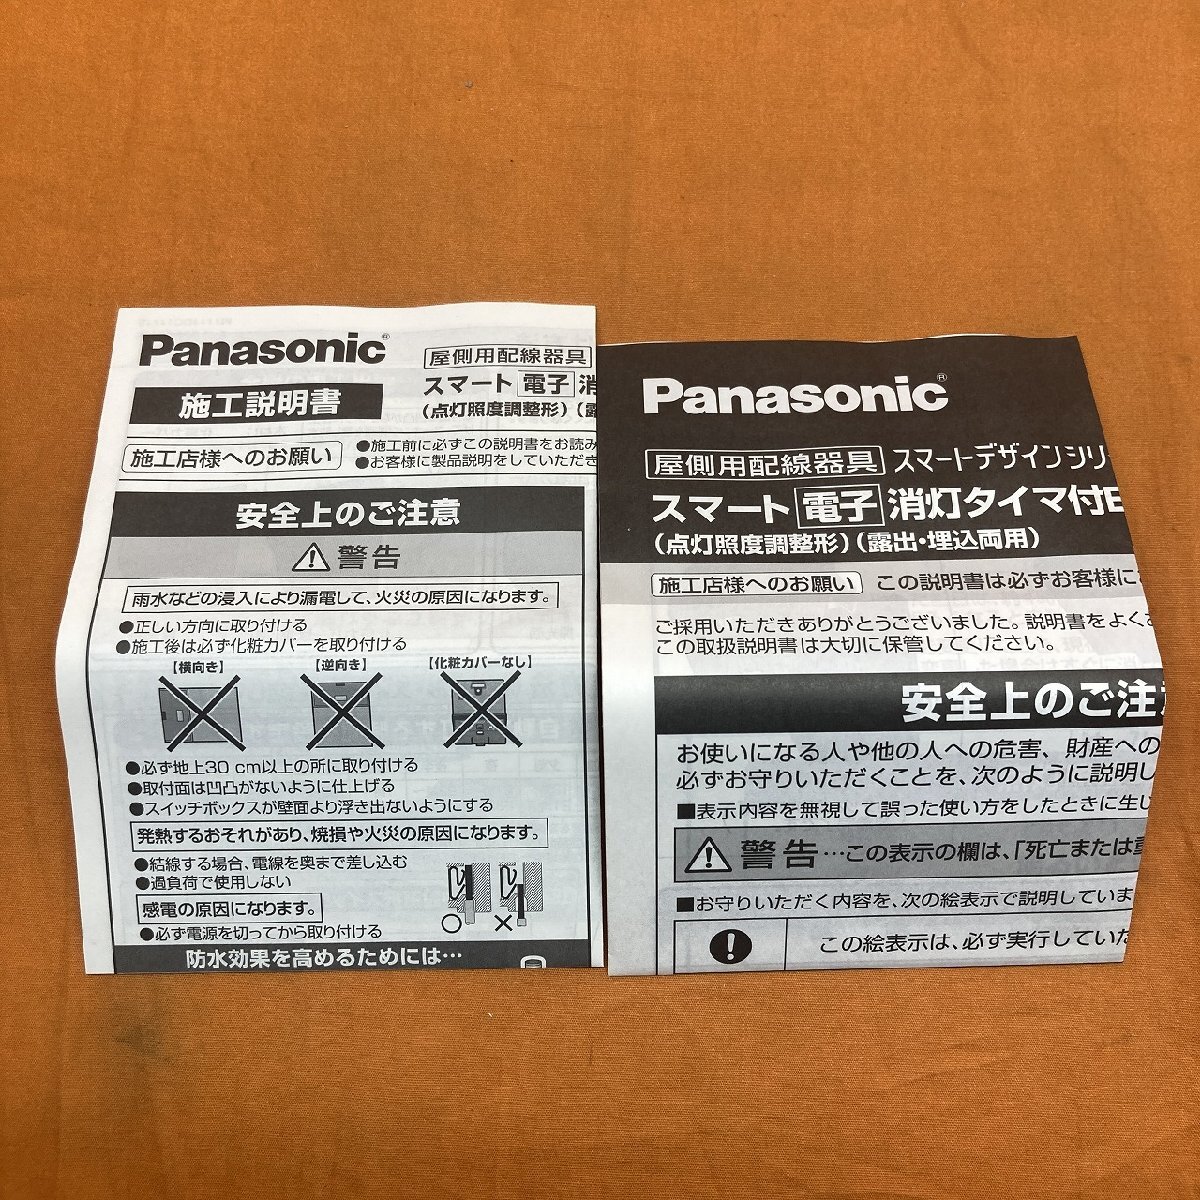 Panasonic®
屋側用配線器具
施工説明書
スマート 電子 消
(点灯照度調整形)(露
施工店様へのお願い
●施工前に必ずこの説明書をお読み
●お客様に製品説明をしていただき
安全上のご注意
警告
雨水などの浸入により漏電して、火災の原因になります。
●正しい方向に取り付ける
●施工後は必ず化粧カバーを取り付ける
【横向き】 【逆向き】 【化粧カバーなし】
●必ず地上30 cm以上の所に取り付ける
●取付面は凹凸がないように仕上げる
■スイッチボックスが壁面より浮き出ないようにする
発熱するおそれがあり、焼損や火災の原因になります。
●結線する場合、電線を奥まで差し込む
●過負荷で使用しない
感電の原因になります。
●必ず電源を切ってから取り付ける
防水効果を高めるためには…
Panasonic®
屋側用配線器具 スマートデザインシリ
スマート 電子 消灯タイマ付E
(点灯照度調整形)(露出・埋込両用)
施工店様へのお願い この説明書は必ずお客様に
ご採用いただきありがとうございました。説明書をよく
この取扱説明書は大切に保管してください。
安全上のご注
お使いになる人や他の人への危害、財産への
必ずお守りいただくことを、次のように説明し
■表示内容を無視して誤った使い方をしたときに生じ
警告…この表示の欄は、「死亡または重
■お守りいただく内容を、次の絵表示で説明していま
この絵表示は、必ず実行していた